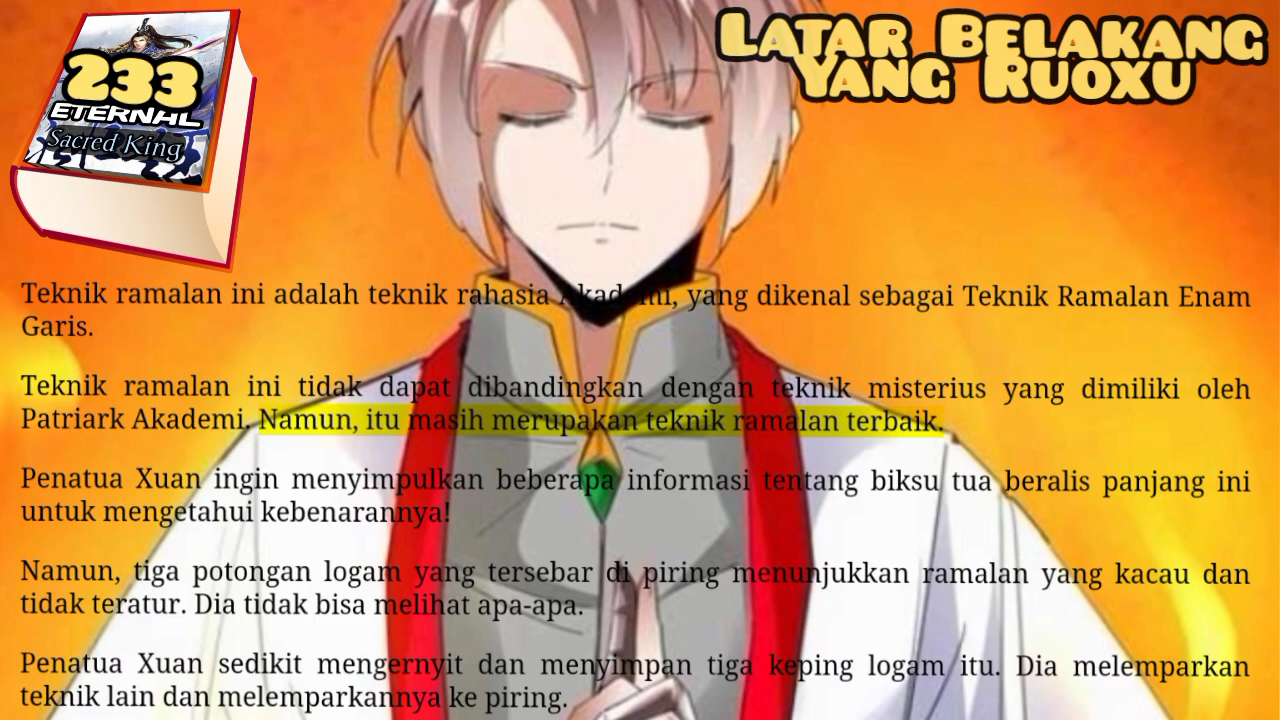 233
ETERNAL
Sacred King
LATAR BELAKANG
YANG RUOXU
Teknik ramalan ini adalah teknik rahasia Akademi, yang dikenal sebagai Teknik Ramalan Enam
Garis.
Teknik ramalan ini tidak dapat dibandingkan dengan teknik misterius yang dimiliki oleh
Patriark Akademi. Namun, itu masih merupakan teknik ramalan terbaik.
Penatua Xuan ingin menyimpulkan beberapa informasi tentang biksu tua beralis panjang ini
untuk mengetahui kebenarannya!
Namun, tiga potongan logam yang tersebar di piring menunjukkan ramalan yang kacau dan
tidak teratur. Dia tidak bisa melihat apa-apa.
Penatua Xuan sedikit mengernyit dan menyimpan tiga keping logam itu. Dia melemparkan
teknik lain dan melemparkannya ke piring.